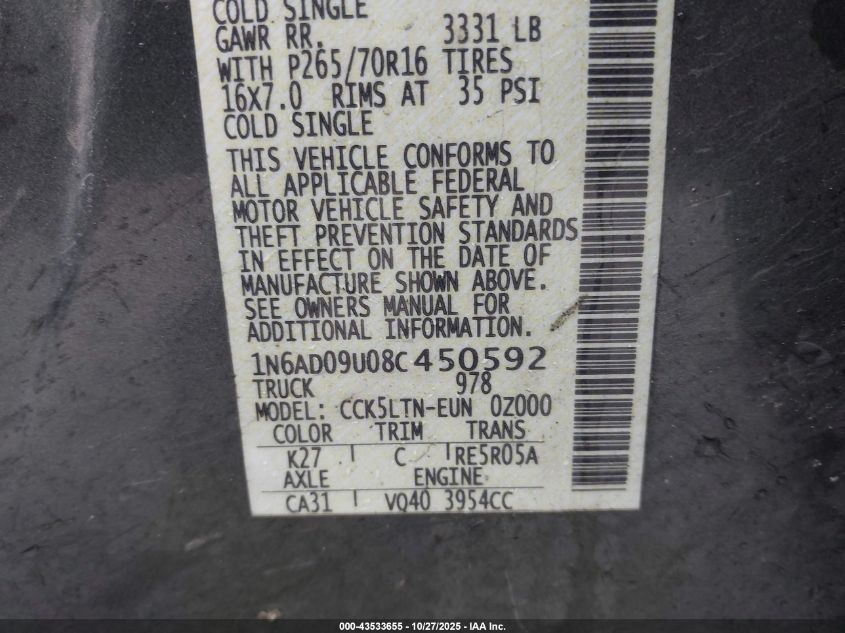 COLD SINGLE
GAWR RR. 3331 LB
WITH P265/70R16 TIRES
16X7.0 RIMS AT 35 PSI
COLD SINGLE
THIS VEHICLE CONFORMS TO
ALL APPLICABLE FEDERAL
MOTOR VEHICLE SAFETY AND
THEFT PREVENTION STANDARDS
IN EFFECT ON THE DATE OF
MANUFACTURE SHOWN ABOVE.
SEE OWNERS MANUAL FOR
ADDITIONAL INFORMATION.
1N6AD09U08C450592
TRUCK 978
MODEL: CCK5LTN-EUN 0Z000
COLOR TRIM TRANS
K27 C RE5R05A
AXLE ENGINE
CA31 VQ40 3954CC
000-43533655 - 10/27/2025 - IAA Inc.